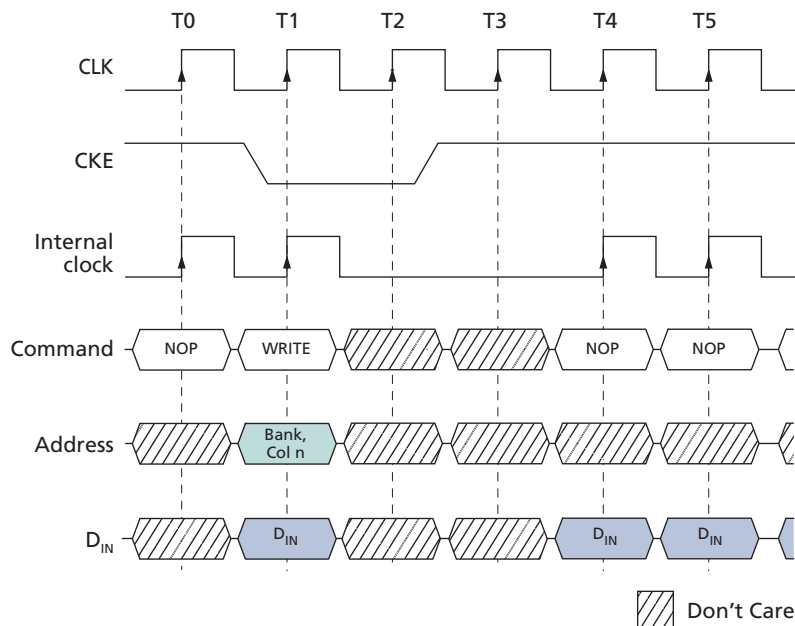 T0 T1 T2 T3 T4 T5
CLK
CKE
Internal
clock
Command NOP WRITE NOP NOP
Address Bank,
Col n
DIN DIN DIN DIN
Don't Care